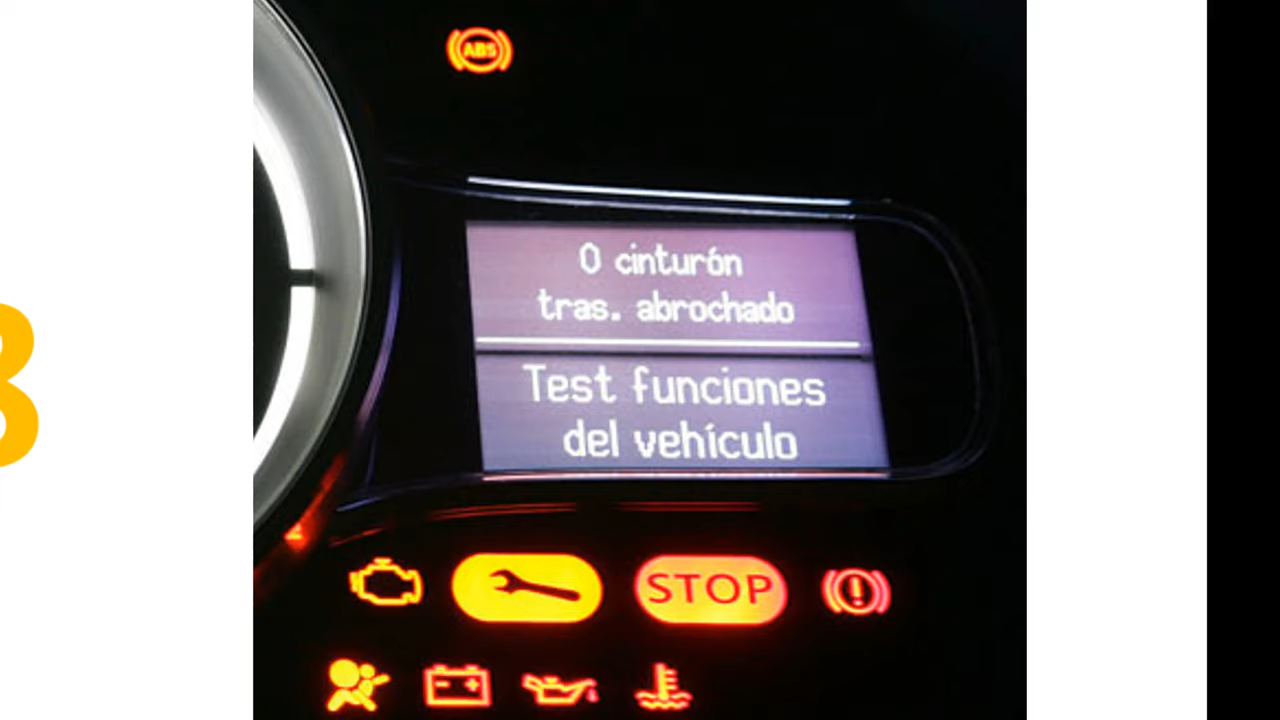 ABS
0 cinturón
tras. abrochado
Test funciones
del vehículo
STOP